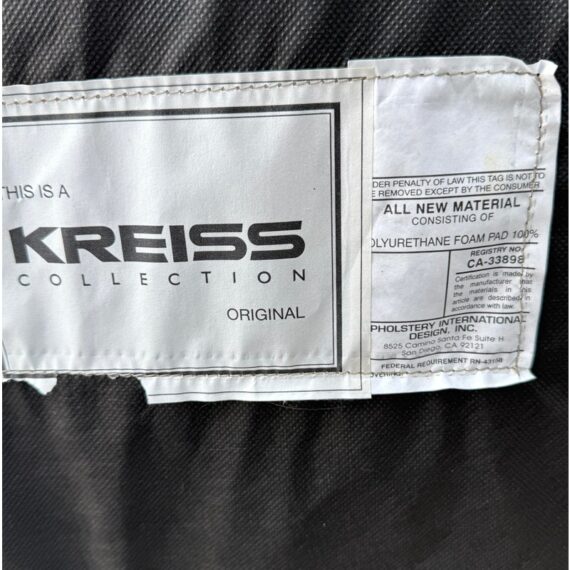 THIS IS A
KREISS
COLLECTION
ORIGINAL
DER PENALTY OF LAW THIS TAG IS NOT TO
E REMOVED EXCEPT BY THE CONSUMER
ALL NEW MATERIAL
CONSISTING OF
OLYURETHANE FOAM PAD 100%
REGISTRY NO.
CA-33898
Certification is made by
the manufacturer that
the materials in this
article are described in
accordance with law.
PHOLSTERY INTERNATIONAL
DESIGN, INC.
8525 Camino Santa Fe Suite H
San Diego, CA 92121
FEDERAL REQUIREMENT RN-43198